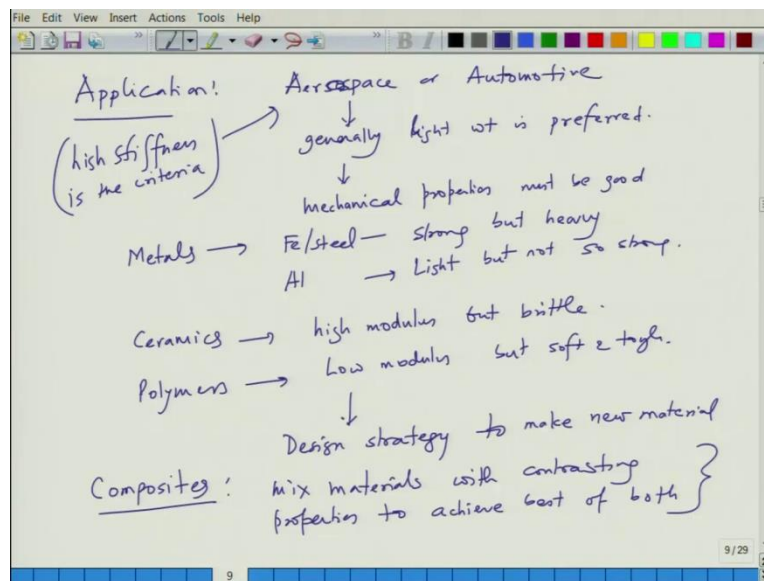 File Edit View Insert Actions Tools Help
B I
Application! Aerospace or Automotive
(high stiffness is the criteria)
generally light wt is preferred.
mechanical properties must be good
Metals → Fe/steel — strong but heavy
Al → Light but not so strong.
Ceramics → high modulus but brittle.
Polymers → Low modulus but soft & tough.
Design strategy to make new material
Composites : mix materials with contrasting
properties to achieve best of both
9/29
9